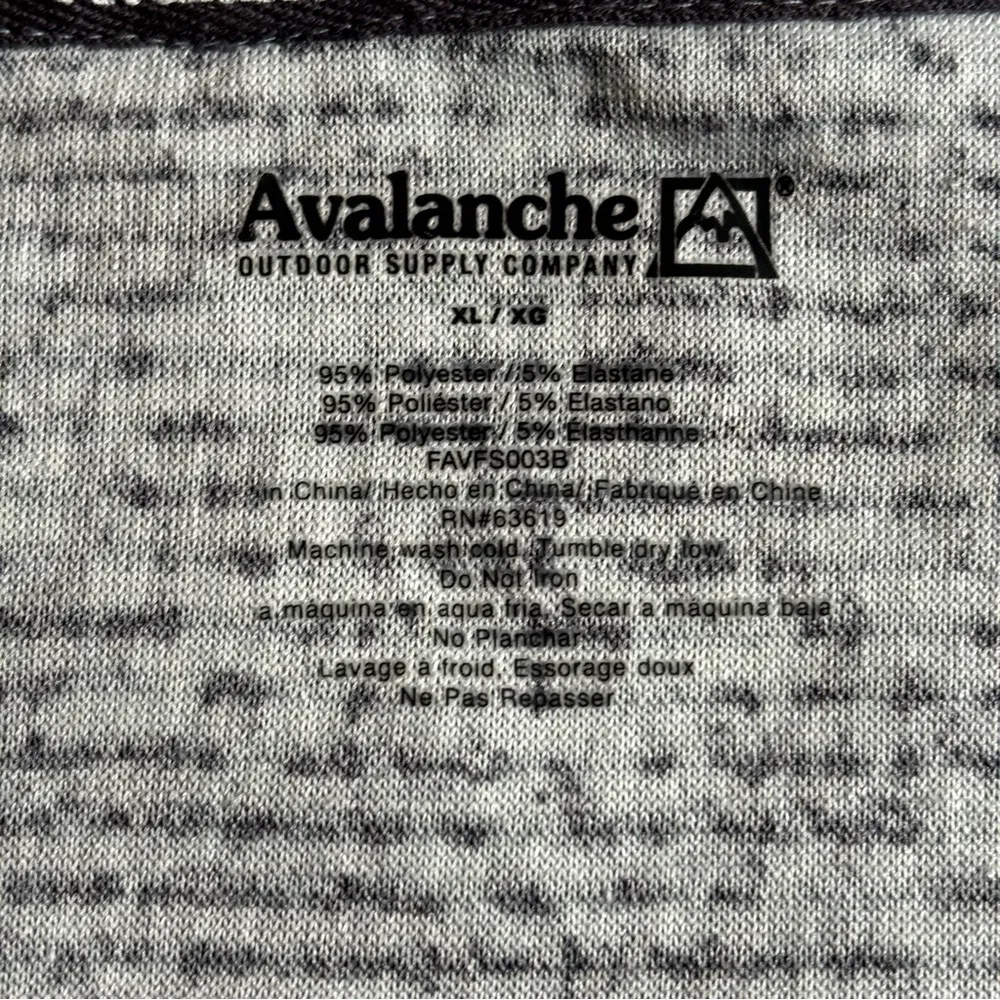 Avalanche ®
OUTDOOR SUPPLY COMPANY
XL / XG
95% Polyester / 5% Elastane
95% Poliéster / 5% Elastano
95% Polyester / 5% Elasthanne
FAVFS003B
in China/ Hecho en China/ Fabriqué en Chine
RN#63619
Machine wash cold. Tumble dry low
Do Not Iron
a máquina en aqua fria. Secar a máquina baja
No Planchar
Lavage à froid. Essorage doux
Ne Pas Repasser